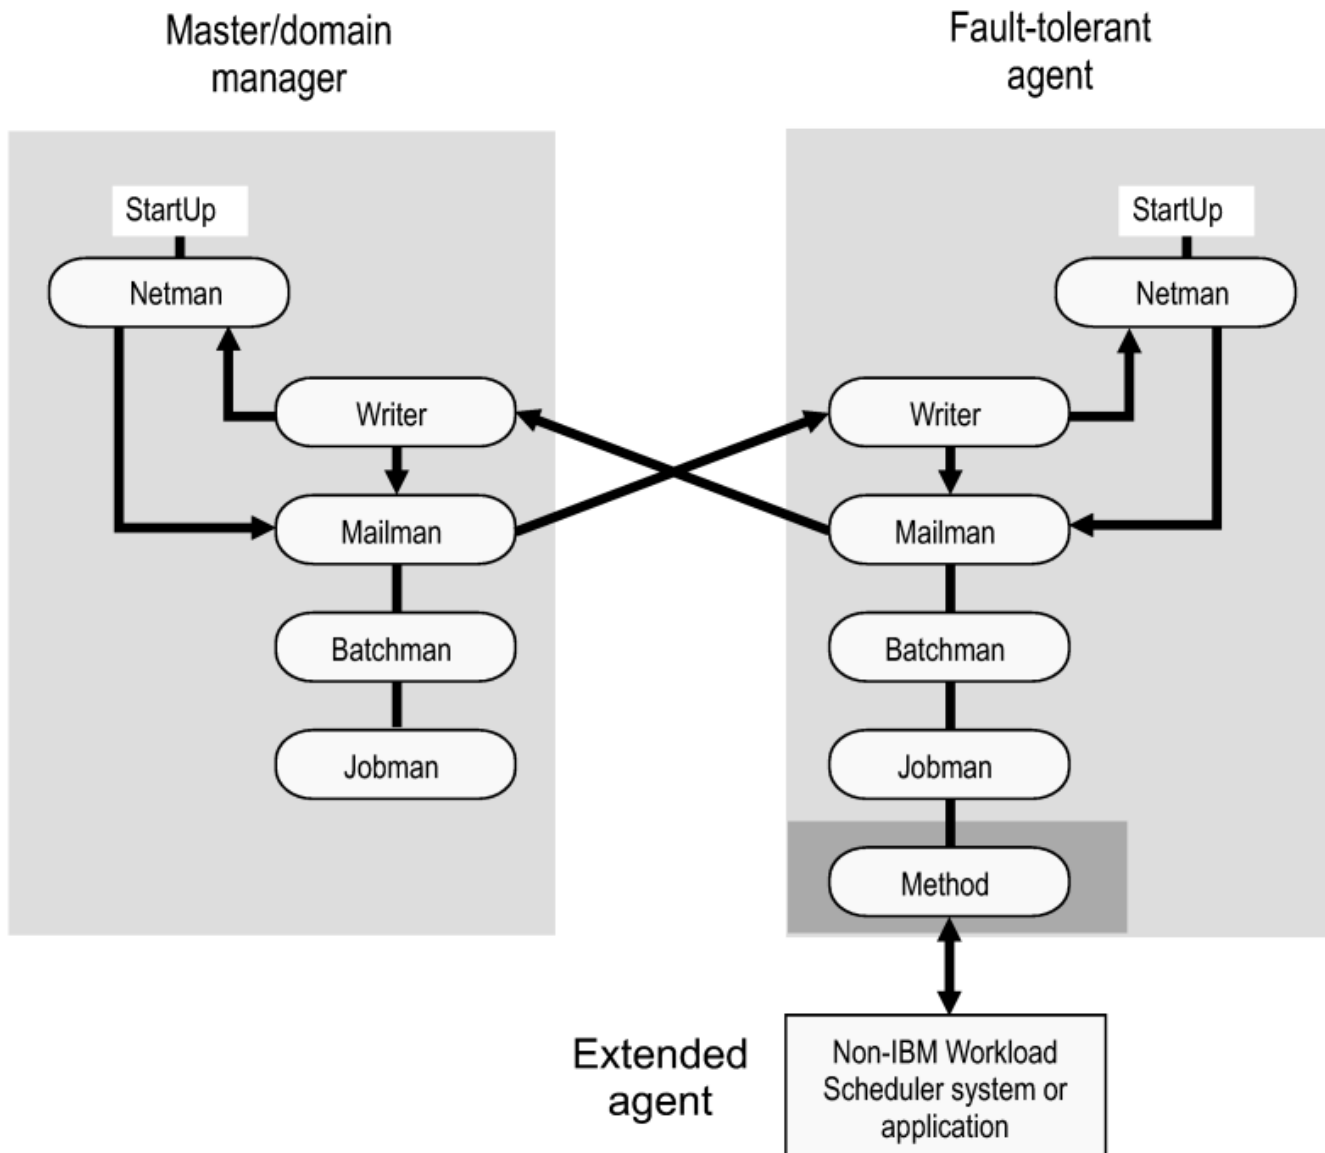 Master/domain
manager
Fault-tolerant
agent
StartUp
Netman
Writer
Mailman
Batchman
Jobman
StartUp
Netman
Writer
Mailman
Batchman
Jobman
Method
Extended
agent
Non-IBM Workload
Scheduler system or
application